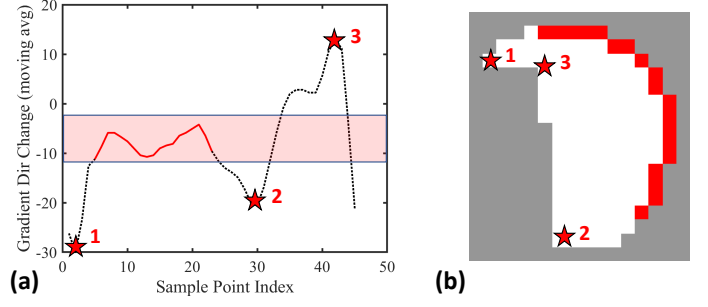 20
10
0
-10
-20
-30
Gradient Dir Change (moving avg)
0 10 20 30 40 50
Sample Point Index
1
2
3
(a)
1
3
2
(b)